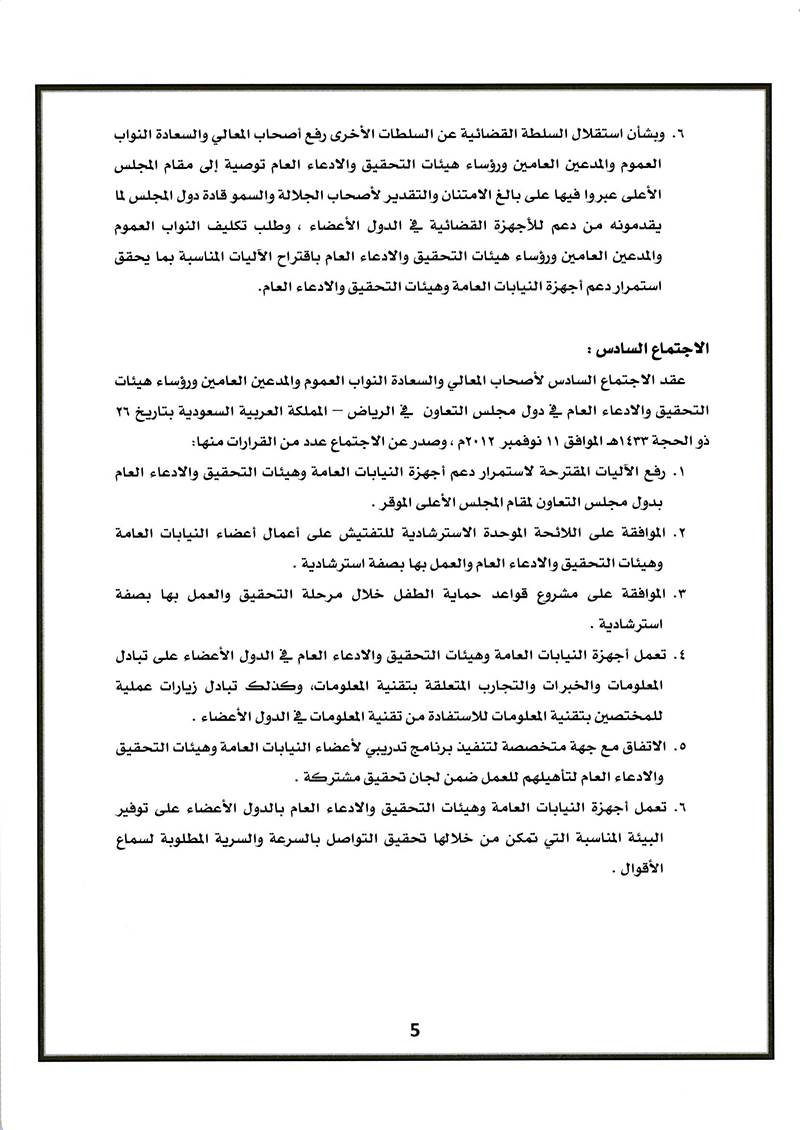 ٦. وبشأن استقلال السلطة القضائية عن السلطات الأخرى رفع أصحاب المعالي والسعادة النواب
العموم والمدعين العامين ورؤساء هيئات التحقيق والادعاء العام توصية إلى مقام المجلس
الأعلى عبروا فيها على بالغ الامتنان والتقدير لأصحاب الجلالة والسمو قادة دول المجلس لما
يقدمونه من دعم للأجهزة القضائية في الدول الأعضاء ، وطلب تكليف النواب العموم
والمدعين العامين ورؤساء هيئات التحقيق والادعاء العام باقتراح الآليات المناسبة بما يحقق
استمرار دعم أجهزة النيابات العامة وهيئات التحقيق والادعاء العام.
الاجتماع السادس :
عقد الاجتماع السادس لأصحاب المعالي والسعادة النواب العموم والمدعين العامين ورؤساء هيئات
التحقيق والادعاء العام في دول مجلس التعاون في الرياض – المملكة العربية السعودية بتاريخ ٢٦
ذو الحجة ١٤٣٣هـ الموافق ١١ نوفمبر ٢٠١٢م ، وصدر عن الاجتماع عدد من القرارات منها:
١. رفع الآليات المقترحة لاستمرار دعم أجهزة النيابات العامة وهيئات التحقيق والادعاء العام
بدول مجلس التعاون لمقام المجلس الأعلى الموقر .
٢. الموافقة على اللائحة الموحدة الاسترشادية للتفتيش على أعمال أعضاء النيابات العامة
وهيئات التحقيق والادعاء العام والعمل بها بصفة استرشادية .
٣. الموافقة على مشروع قواعد حماية الطفل خلال مرحلة التحقيق والعمل بها بصفة
استرشادية .
٤. تعمل أجهزة النيابات العامة وهيئات التحقيق والادعاء العام في الدول الأعضاء على تبادل
المعلومات والخبرات والتجارب المتعلقة بتقنية المعلومات، وكذلك تبادل زيارات عملية
للمختصين بتقنية المعلومات للاستفادة من تقنية المعلومات في الدول الأعضاء .
٥. الاتفاق مع جهة متخصصة لتنفيذ برنامج تدريبي لأعضاء النيابات العامة وهيئات التحقيق
والادعاء العام لتأهيلهم للعمل ضمن لجان تحقيق مشتركة .
٦. تعمل أجهزة النيابات العامة وهيئات التحقيق والادعاء العام بالدول الأعضاء على توفير
البيئة المناسبة التي تمكن من خلالها تحقيق التواصل بالسرعة والسرية المطلوبة لسماع
الأقوال .
5